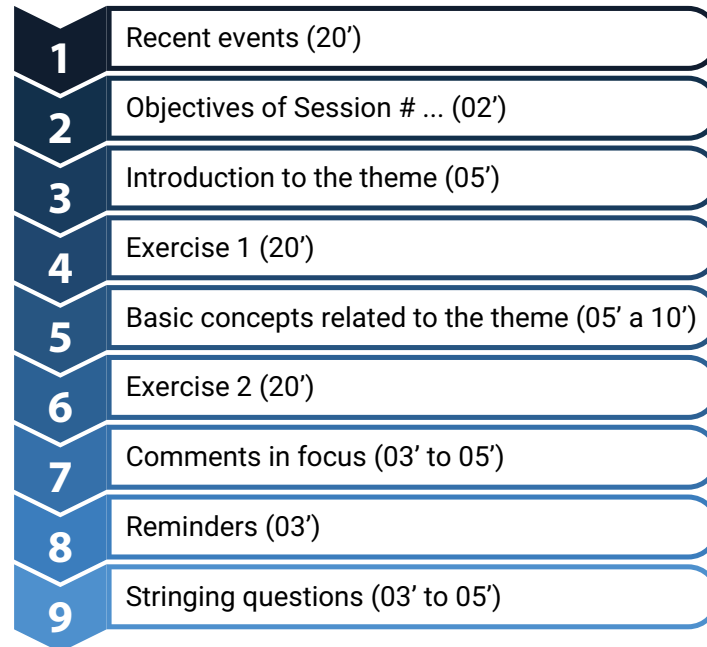 1 Recent events (20’)
2 Objectives of Session # ... (02’)
3 Introduction to the theme (05’)
4 Exercise 1 (20’)
5 Basic concepts related to the theme (05’ a 10’)
6 Exercise 2 (20’)
7 Comments in focus (03’ to 05’)
8 Reminders (03’)
9 Stringing questions (03’ to 05’)